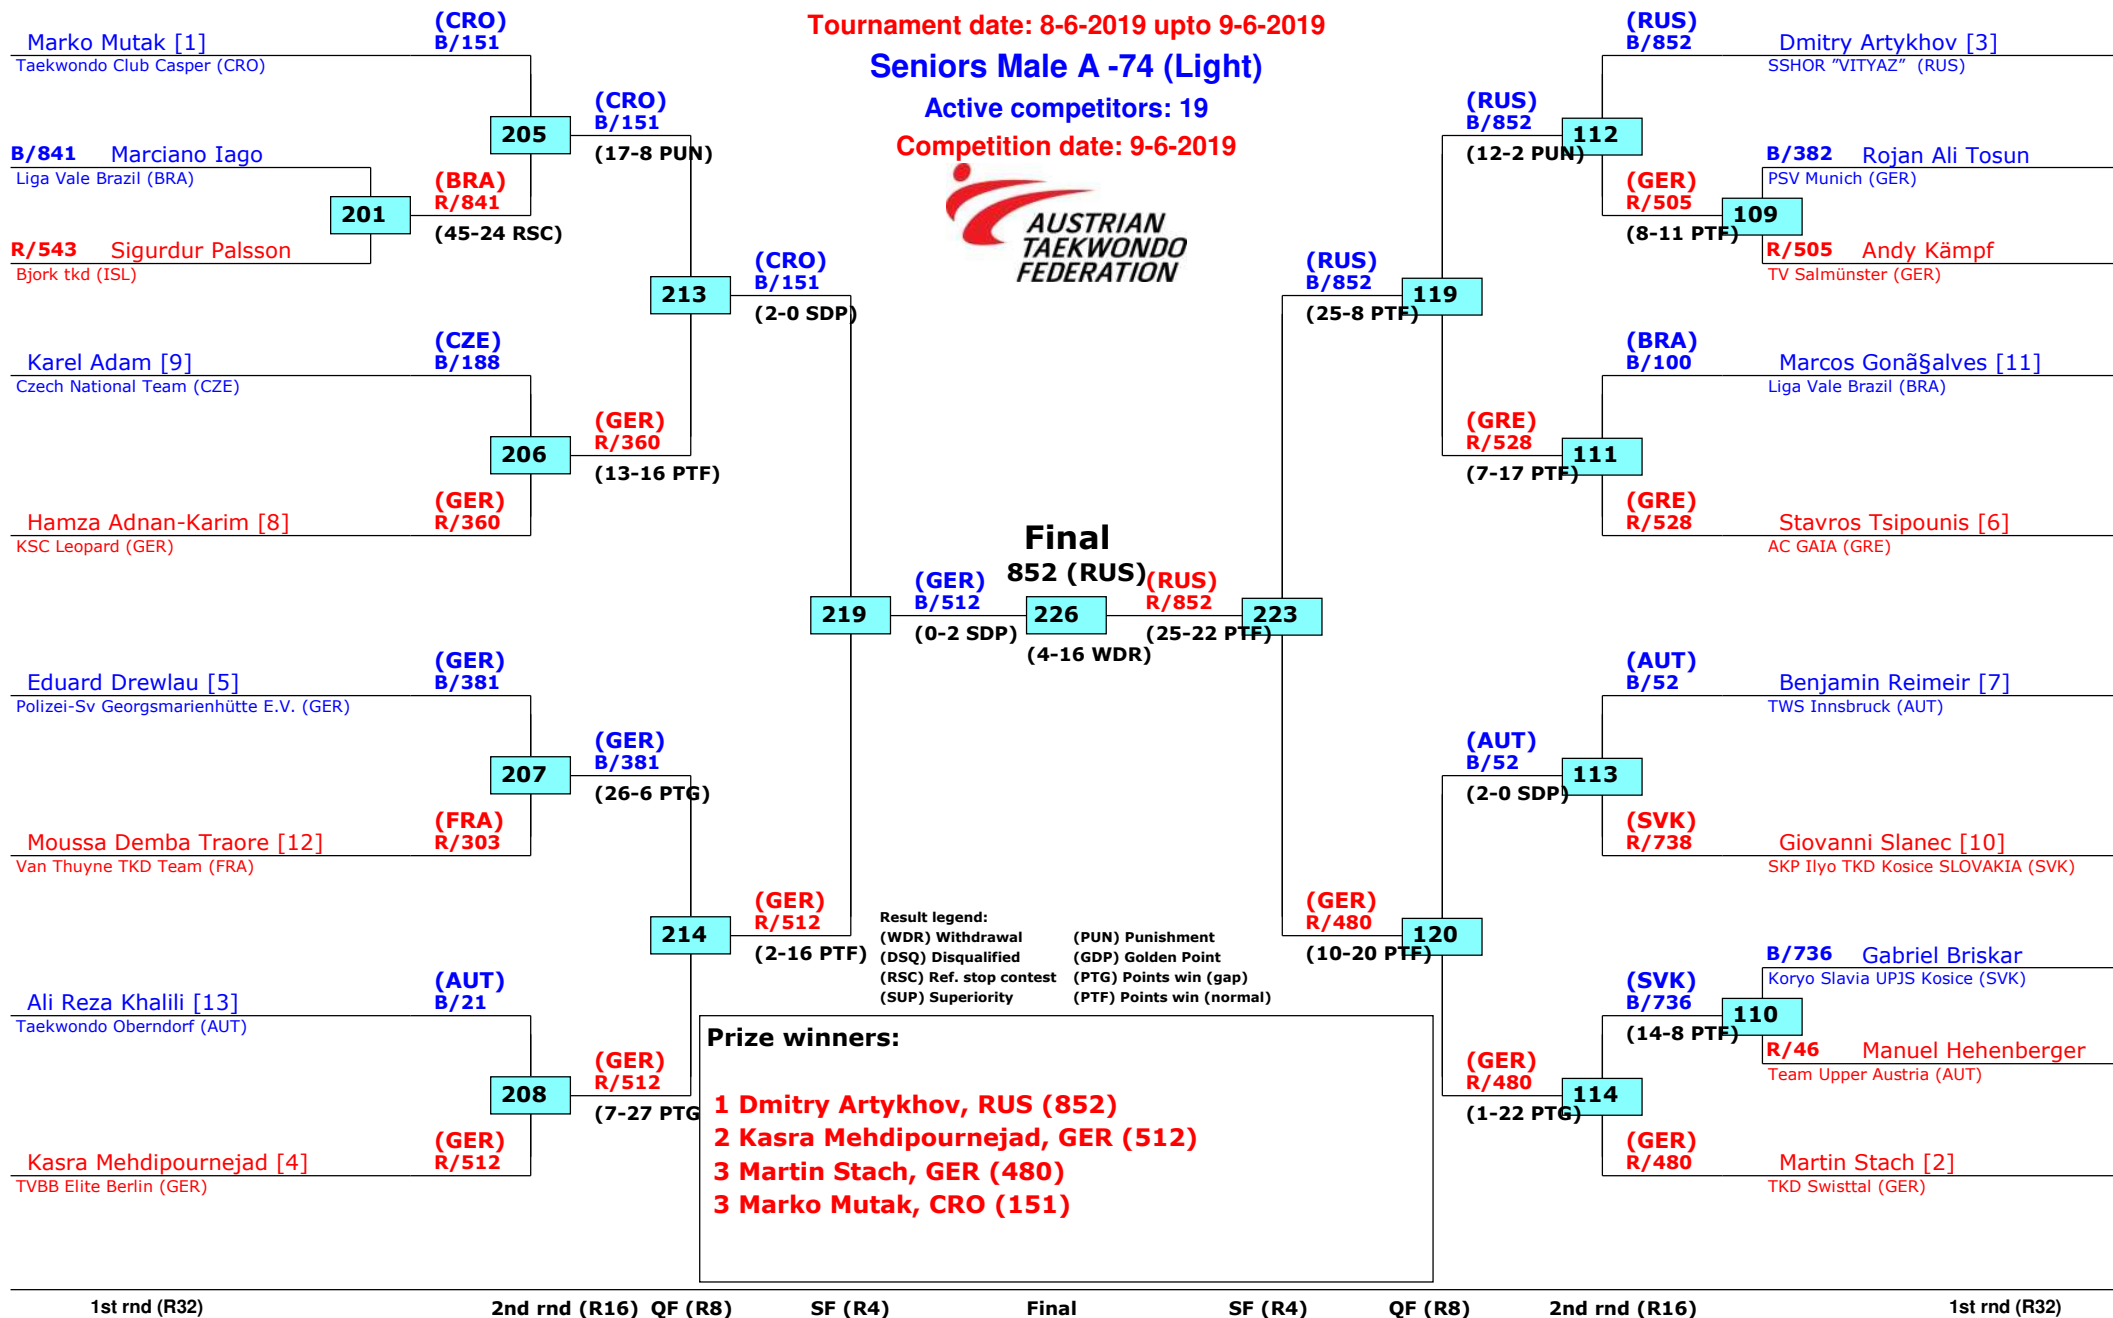 Tournament date: 8-6-2019 upto 9-6-2019
Seniors Male A -74 (Light)
Active competitors: 19
Competition date: 9-6-2019
AUSTRIAN
TAEKWONDO
FEDERATION
Marko Mutak [1]
Taekwondo Club Casper (CRO)
(CRO)
B/151
B/841 Marciano Iago
Liga Vale Brazil (BRA)
201
R/543 Sigurdur Palsson
Bjork tkd (ISL)
(BRA)
R/841
(45-24 RSC)
205
(CRO)
B/151
(17-8 PUN)
Karel Adam [9]
Czech National Team (CZE)
(CZE)
B/188
206
Hamza Adnan-Karim [8]
KSC Leopard (GER)
(GER)
R/360
(GER)
R/360
(13-16 PTF)
213
(CRO)
B/151
(2-0 SDP)
Eduard Drewlau [5]
Polizei-Sv Georgsmarienhütte E.V. (GER)
(GER)
B/381
207
Moussa Demba Traore [12]
Van Thuyne TKD Team (FRA)
(FRA)
R/303
(GER)
B/381
(26-6 PTG)
Ali Reza Khalili [13]
Taekwondo Oberndorf (AUT)
(AUT)
B/21
208
Kasra Mehdipournejad [4]
TVBB Elite Berlin (GER)
(GER)
R/512
(GER)
R/512
(7-27 PTG
214
(GER)
R/512
(2-16 PTF)
219
(GER)
B/512
(0-2 SDP)
Final
852 (RUS)
226
(4-16 WDR)
(RUS)
R/852
(25-22 PTF)
223
(RUS)
B/852
Dmitry Artykhov [3]
SSHOR "VITYAZ" (RUS)
(RUS)
B/852
(12-2 PUN)
112
B/382 Rojan Ali Tosun
PSV Munich (GER)
(GER)
R/505
(8-11 PTF)
109
R/505 Andy Kämpf
TV Salmünster (GER)
(RUS)
B/852
(25-8 PTF)
119
(BRA)
B/100
Marcos Gonã§alves [11]
Liga Vale Brazil (BRA)
(GRE)
R/528
(7-17 PTF)
111
(GRE)
R/528
Stavros Tsipounis [6]
AC GAIA (GRE)
(AUT)
B/52
Benjamin Reimeir [7]
TWS Innsbruck (AUT)
(AUT)
B/52
(2-0 SDP)
113
(SVK)
R/738
Giovanni Slanec [10]
SKP Ilyo TKD Kosice SLOVAKIA (SVK)
(GER)
R/480
(10-20 PTF)
120
B/736 Gabriel Briskar
Koryo Slavia UPJS Kosice (SVK)
(SVK)
B/736
(14-8 PTF)
110
R/46 Manuel Hehenberger
Team Upper Austria (AUT)
(GER)
R/480
(1-22 PTG)
114
(GER)
R/480
Martin Stach [2]
TKD Swisttal (GER)
Result legend:
(WDR) Withdrawal (PUN) Punishment
(DSQ) Disqualified (GDP) Golden Point
(RSC) Ref. stop contest (PTG) Points win (gap)
(SUP) Superiority (PTF) Points win (normal)
Prize winners:
1 Dmitry Artykhov, RUS (852)
2 Kasra Mehdipournejad, GER (512)
3 Martin Stach, GER (480)
3 Marko Mutak, CRO (151)
1st rnd (R32) 2nd rnd (R16) QF (R8) SF (R4) Final SF (R4) QF (R8) 2nd rnd (R16) 1st rnd (R32)